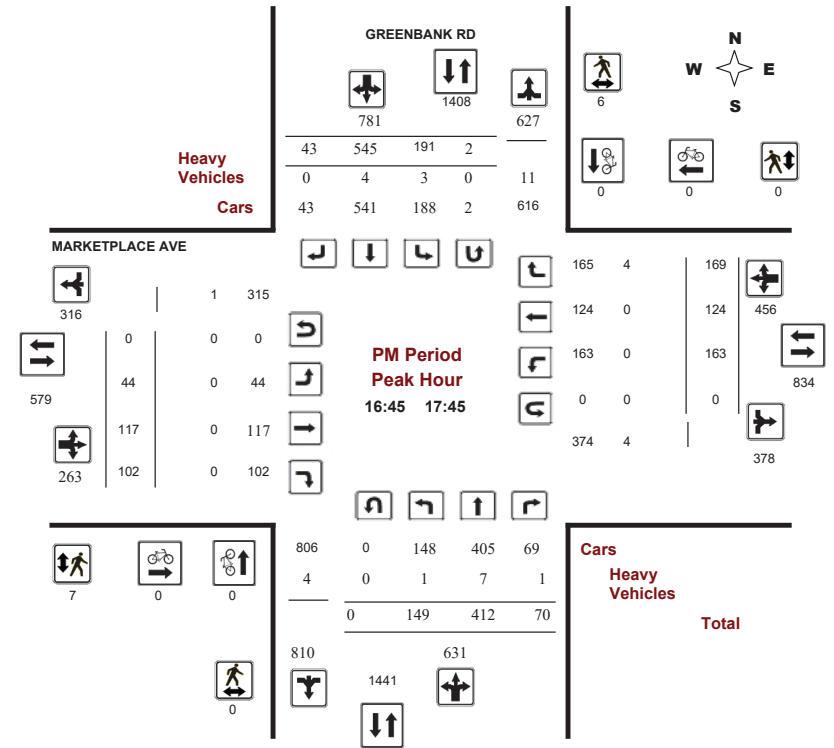 GREENBANK RD
N
W E
S
1408
6
781 627
43 545 191 2
Heavy
Vehicles
0 4 3 0 11
Cars
43 541 188 2 616
0 0 0
MARKETPLACE AVE
316
1 315
0 0 0
579
44 0 44
117 0 117
263
102 0 102
PM Period
Peak Hour
16:45 17:45
165 4 169
124 0 124 456
163 0 163
834
0 0 0
374 4
378
806 0 148 405 69
Cars
4 0 1 7 1
Heavy
Vehicles
0 149 412 70
Total
7 0 0
810 631
1441
0